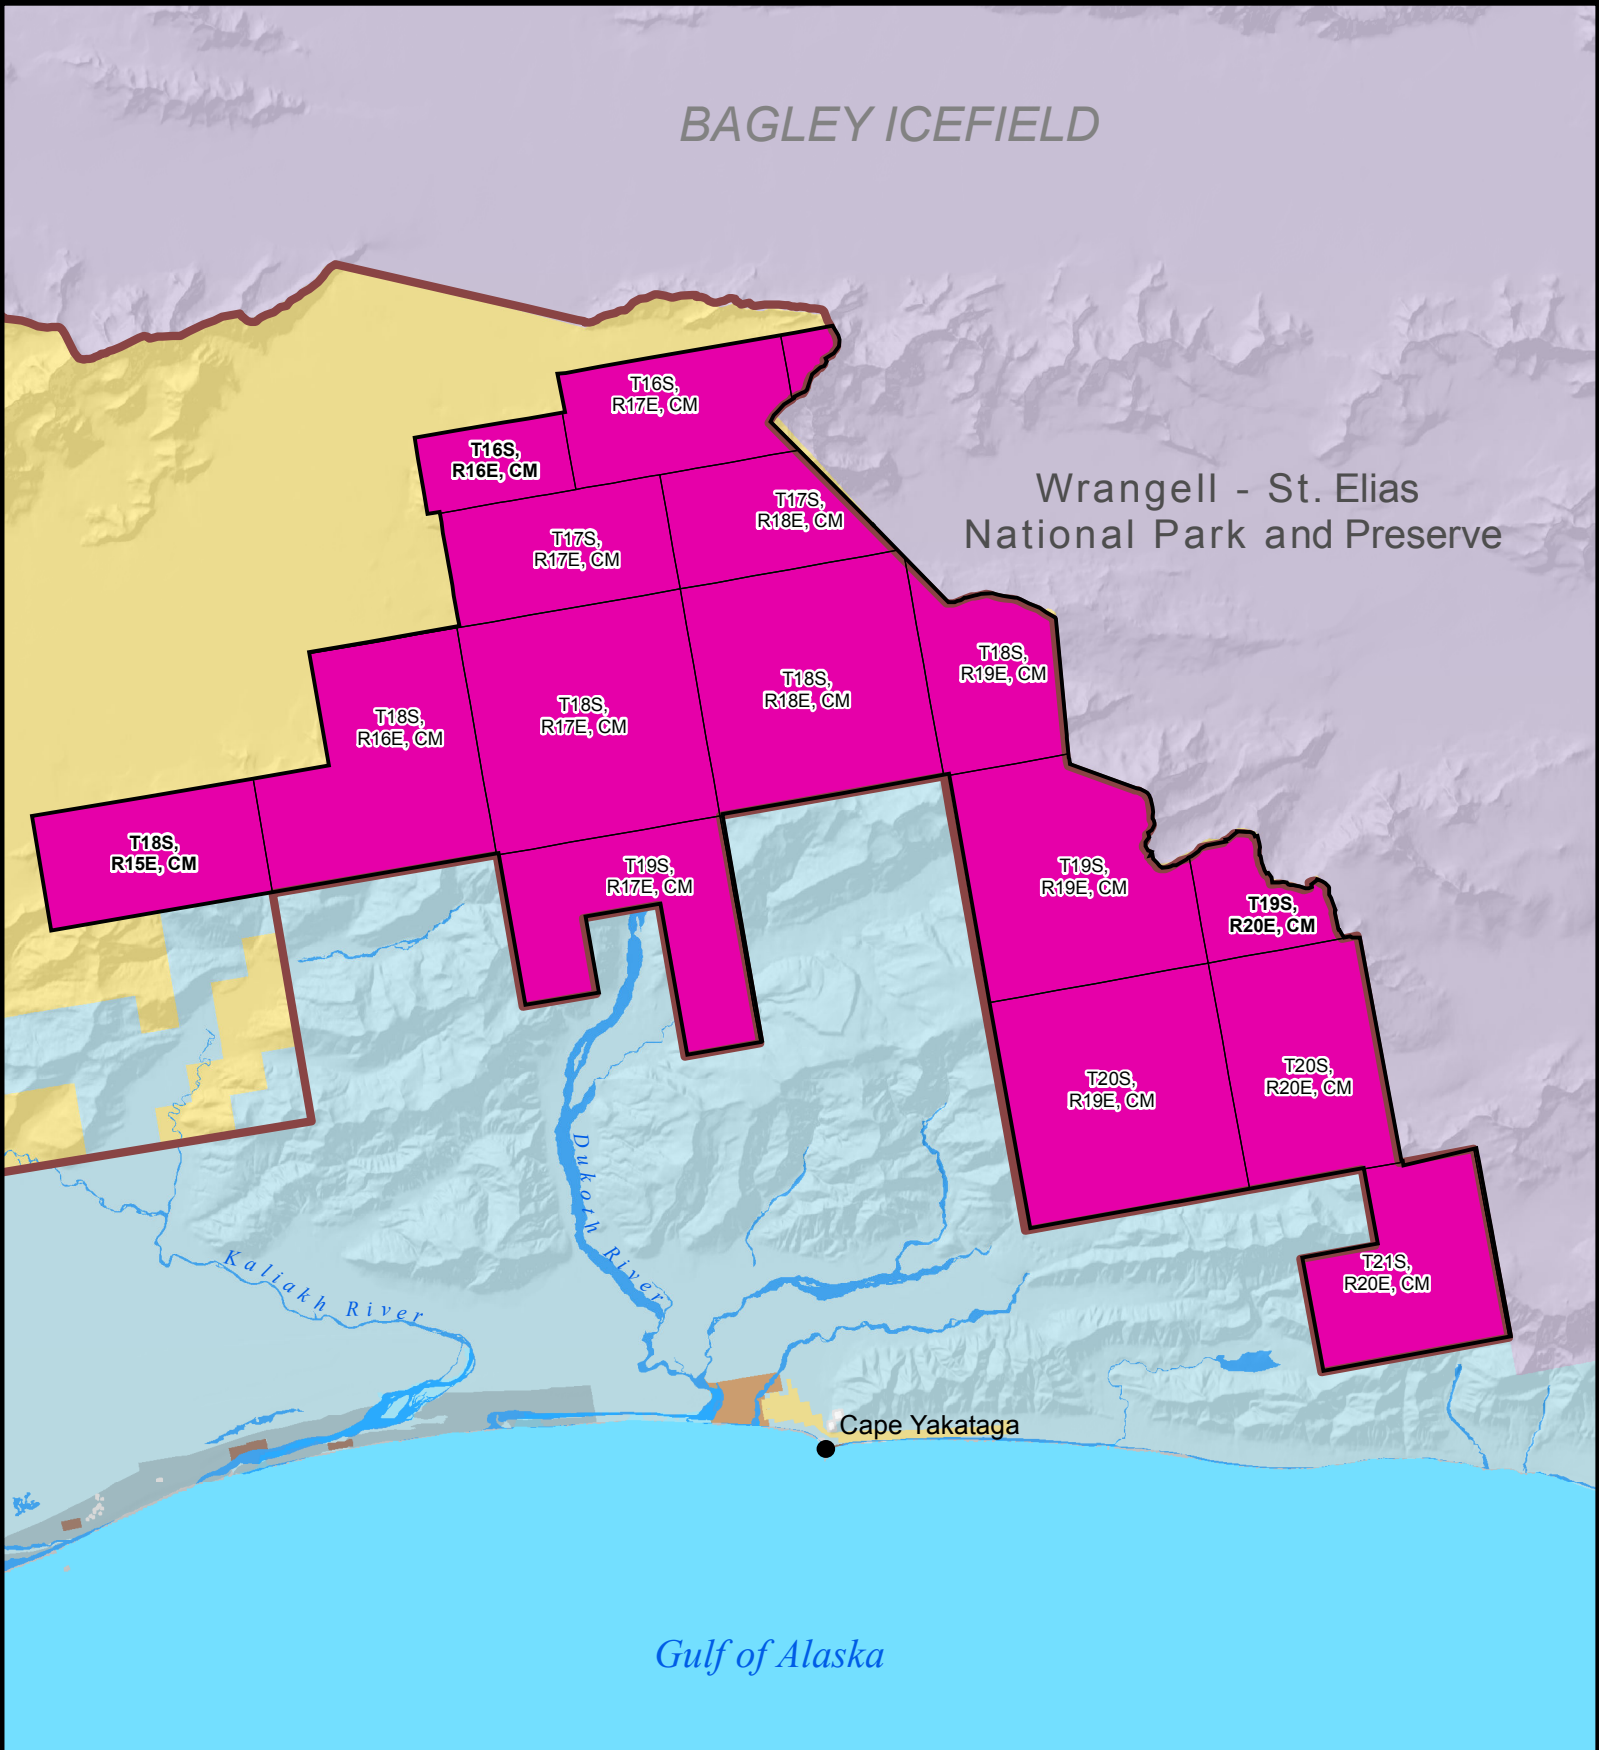 BAGLEY ICEFIELD
T16S,
R17E, CM
T16S,
R16E, CM
Wrangell - St. Elias
National Park and Preserve
T17S,
R18E, CM
T17S,
R17E, CM
T18S,
R19E, CM
T18S,
R18E, CM
T18S,
R17E, CM
T18S,
R16E, CM
T18S,
R15E, CM
T19S,
R17E, CM
T19S,
R19E, CM
T19S,
R20E, CM
T20S,
R19E, CM
T20S,
R20E, CM
Dukoth River
Kaliakh River
T21S,
R20E, CM
Cape Yakataga
Gulf of Alaska